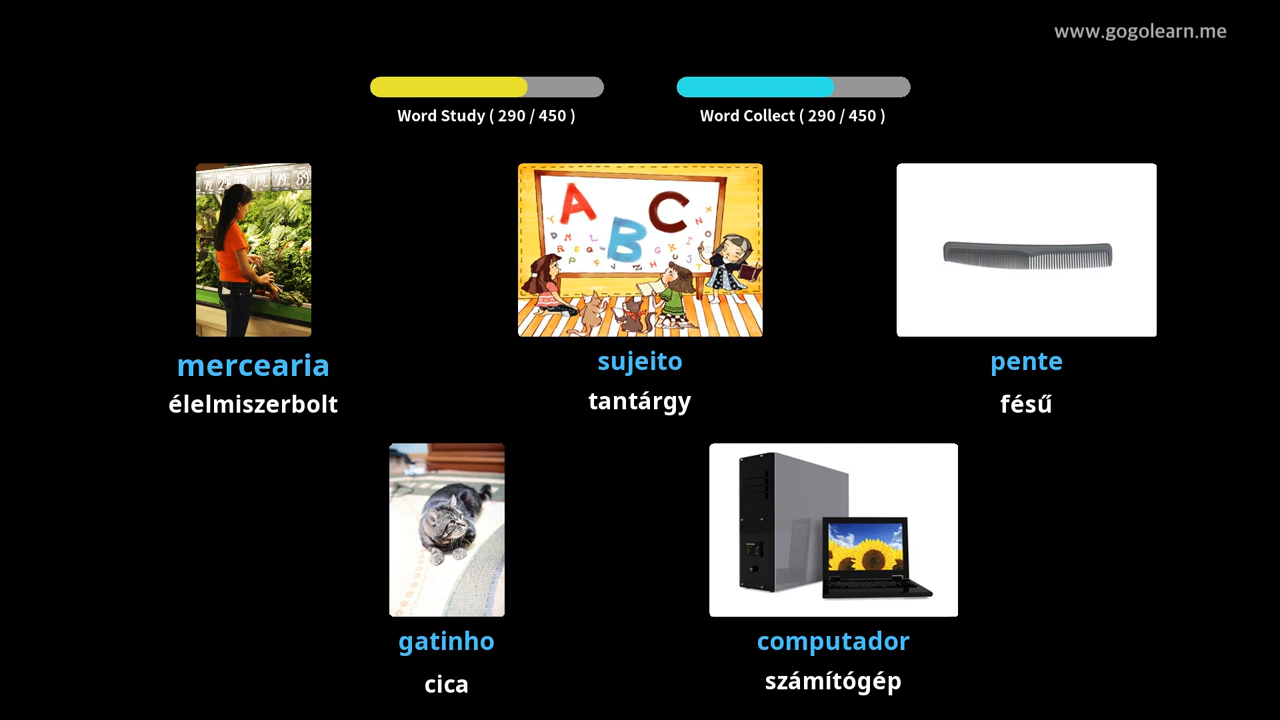 www.gogolearn.me
Word Study ( 290 / 450 )
Word Collect ( 290 / 450 )
A
B
C
mercearia
élelmiszerbolt
sujeito
tantárgy
pente
fésű
gatinho
cica
computador
számítógép